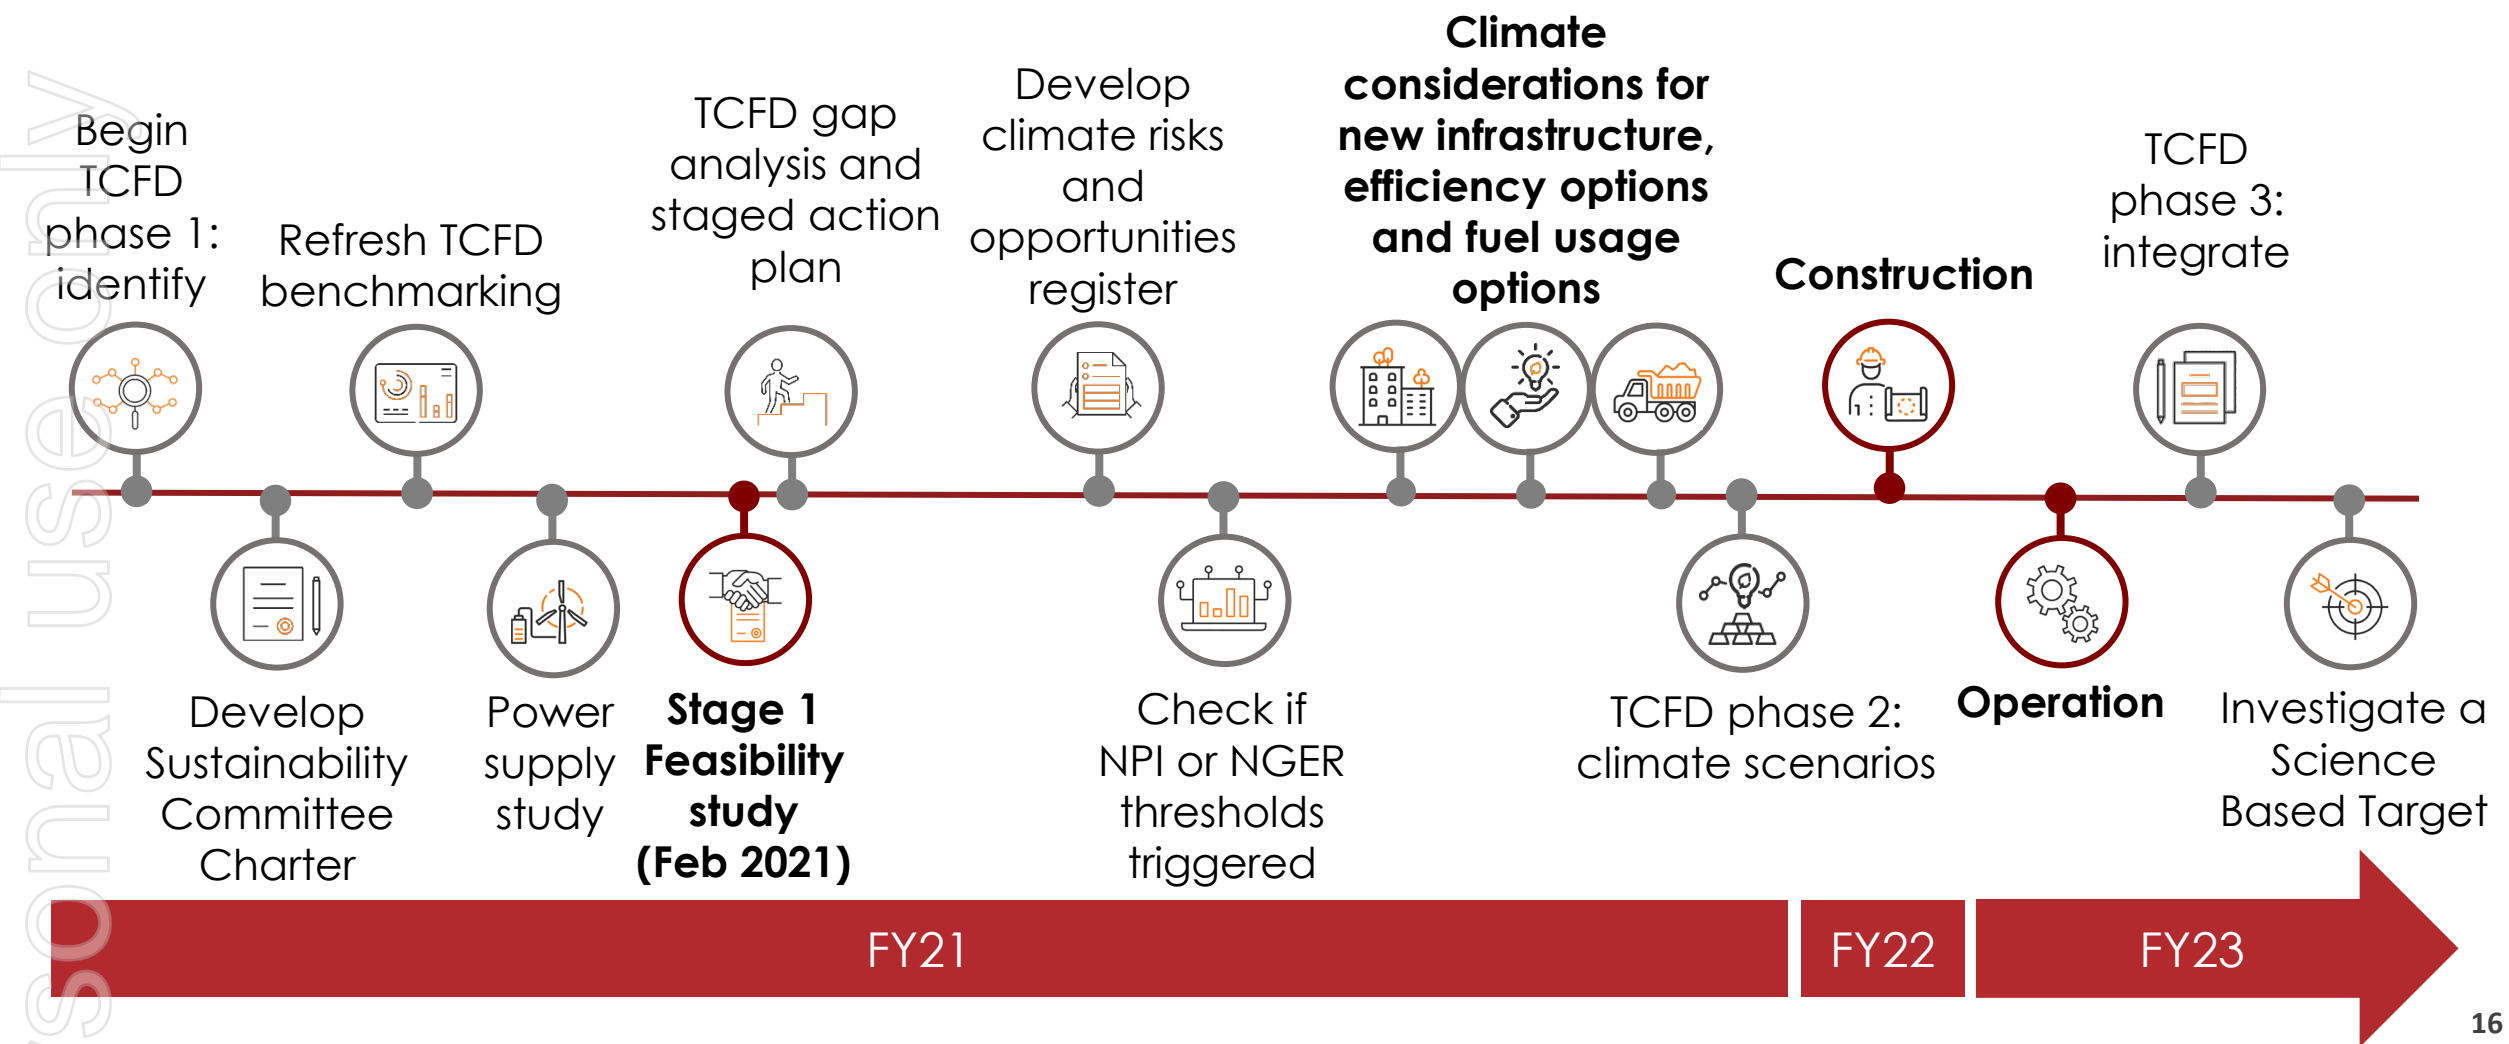 Begin
TCFD
phase 1:
identify
Refresh TCFD
benchmarking
TCFD gap
analysis and
staged action
plan
Develop
climate risks
and
opportunities
register
Climate
considerations for
new infrastructure,
efficiency options
and fuel usage
options
Construction
TCFD
phase 3:
integrate
Develop
Sustainability
Committee
Charter
Power
supply
study
Stage 1
Feasibility
study
(Feb 2021)
Check if
NPI or NGER
thresholds
triggered
TCFD phase 2:
climate scenarios
Operation
Investigate a
Science
Based Target
FY21
FY22
FY23
16
sonal use only